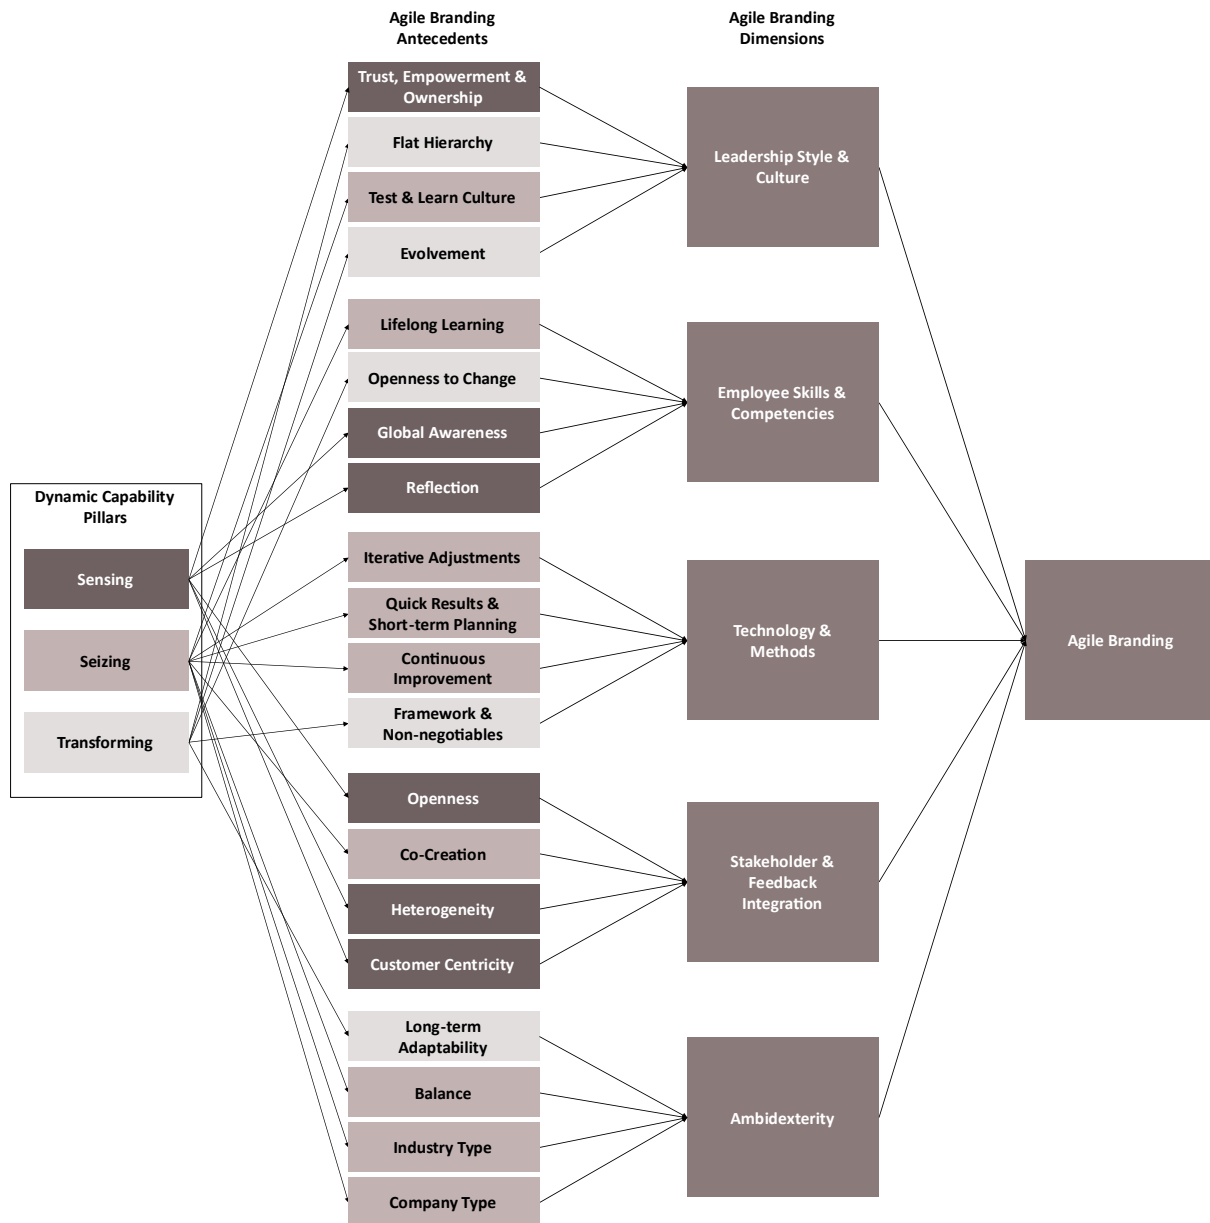 Agile Branding
Antecedents
Agile Branding
Dimensions
Trust, Empowerment &
Ownership
Flat Hierarchy
Test & Learn Culture
Evolvement
Leadership Style &
Culture
Lifelong Learning
Openness to Change
Global Awareness
Reflection
Employee Skills &
Competencies
Dynamic Capability
Pillars
Sensing
Seizing
Transforming
Iterative Adjustments
Quick Results &
Short-term Planning
Continuous
Improvement
Framework &
Non-negotiables
Technology &
Methods
Agile Branding
Openness
Co-Creation
Heterogeneity
Customer Centricity
Stakeholder &
Feedback
Integration
Long-term
Adaptability
Balance
Industry Type
Company Type
Ambidexterity